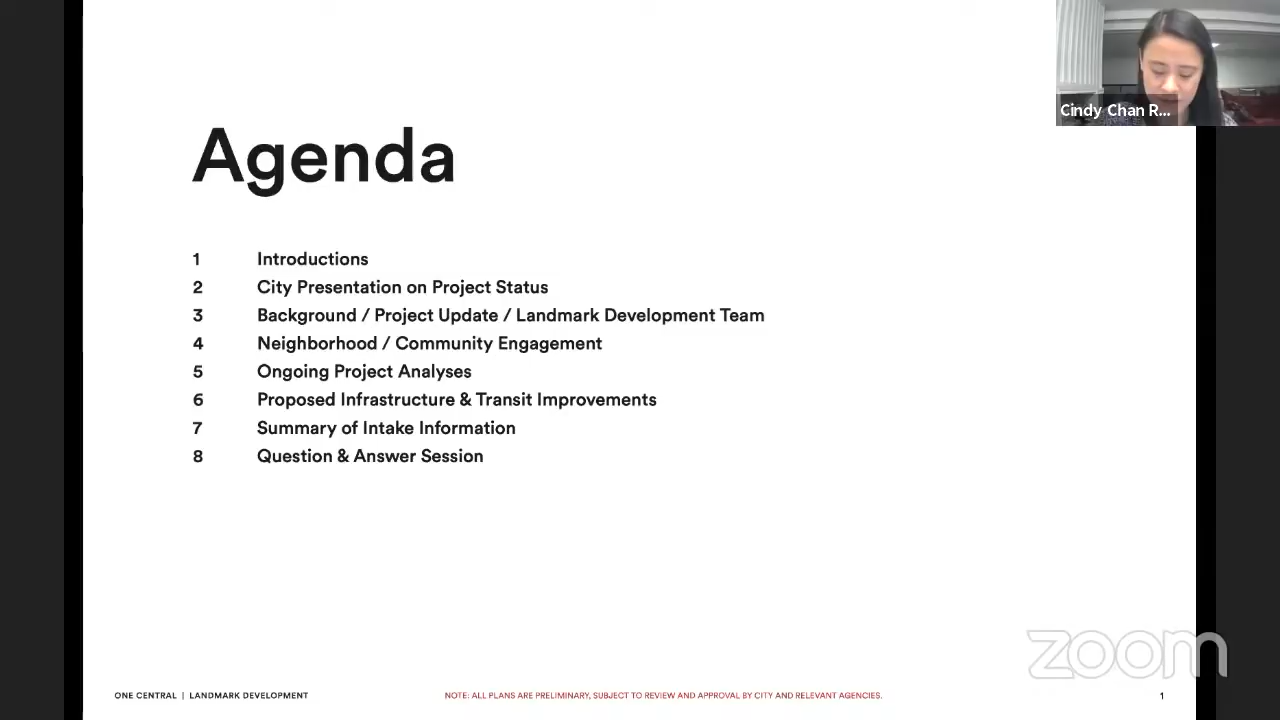 Cindy Chan R...
Agenda
1 Introductions
2 City Presentation on Project Status
3 Background / Project Update / Landmark Development Team
4 Neighborhood / Community Engagement
5 Ongoing Project Analyses
6 Proposed Infrastructure & Transit Improvements
7 Summary of Intake Information
8 Question & Answer Session
zoom
ONE CENTRAL | LANDMARK DEVELOPMENT NOTE: ALL PLANS ARE PRELIMINARY, SUBJECT TO REVIEW AND APPROVAL BY CITY AND RELEVANT AGENCIES. 1